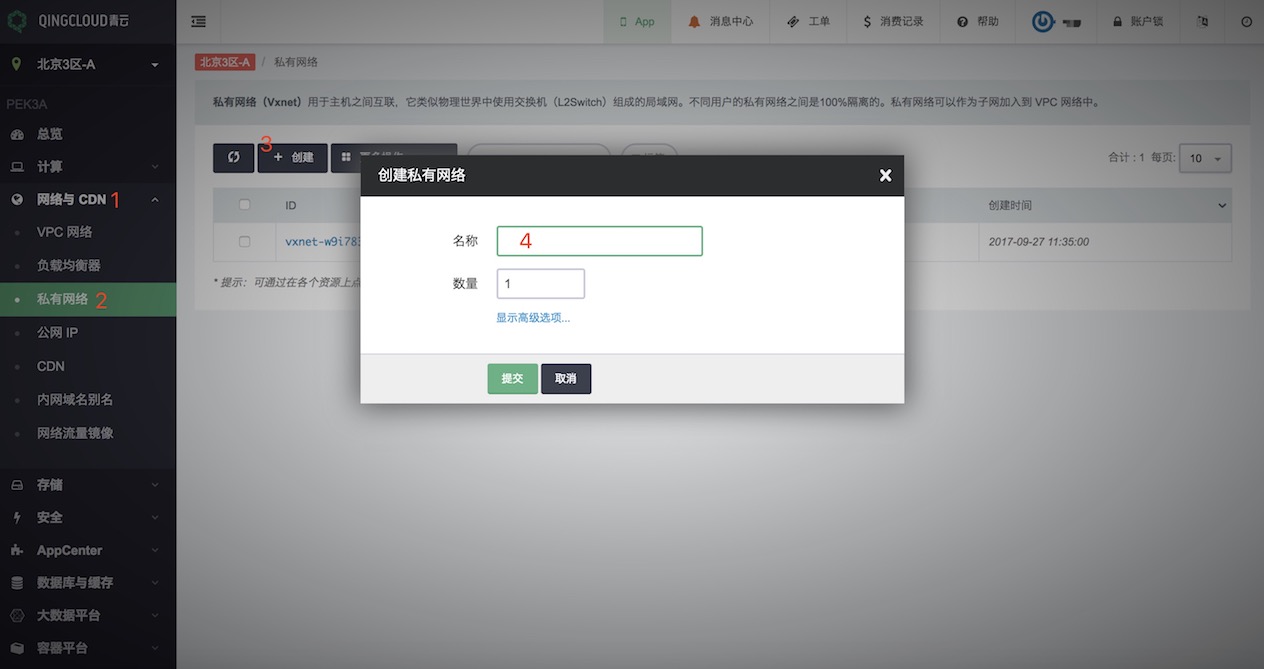 QINGCLOUD青云
App
消息中心
工单
消费记录
帮助
账户锁
北京3区-A
北京3区-A / 私有网络
PEK3A
总览
计算
网络与 CDN 1
VPC 网络
负载均衡器
私有网络 2
公网 IP
CDN
内网域名别名
网络流量镜像
存储
安全
AppCenter
数据库与缓存
大数据平台
容器平台
私有网络（Vxnet）用于主机之间互联，它类似物理世界中使用交换机（L2Switch）组成的局域网。不同用户的私有网络之间是100%隔离的。私有网络可以作为子网加入到 VPC 网络中。
3
+ 创建
合计：1 每页: 10
ID
创建时间
vxnet-w9i78
2017-09-27 11:35:00
* 提示：可通过在各个资源上点
创建私有网络
名称 4
数量 1
显示高级选项...
提交 取消